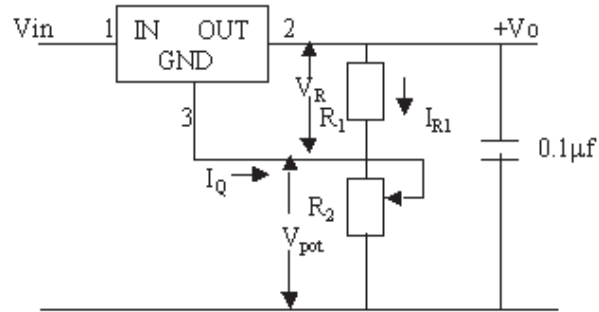 Vin 1 IN OUT 2 +Vo
GND
V_R
3 R_1 I_R1
0.1μf
I_Q
R_2
V_pot